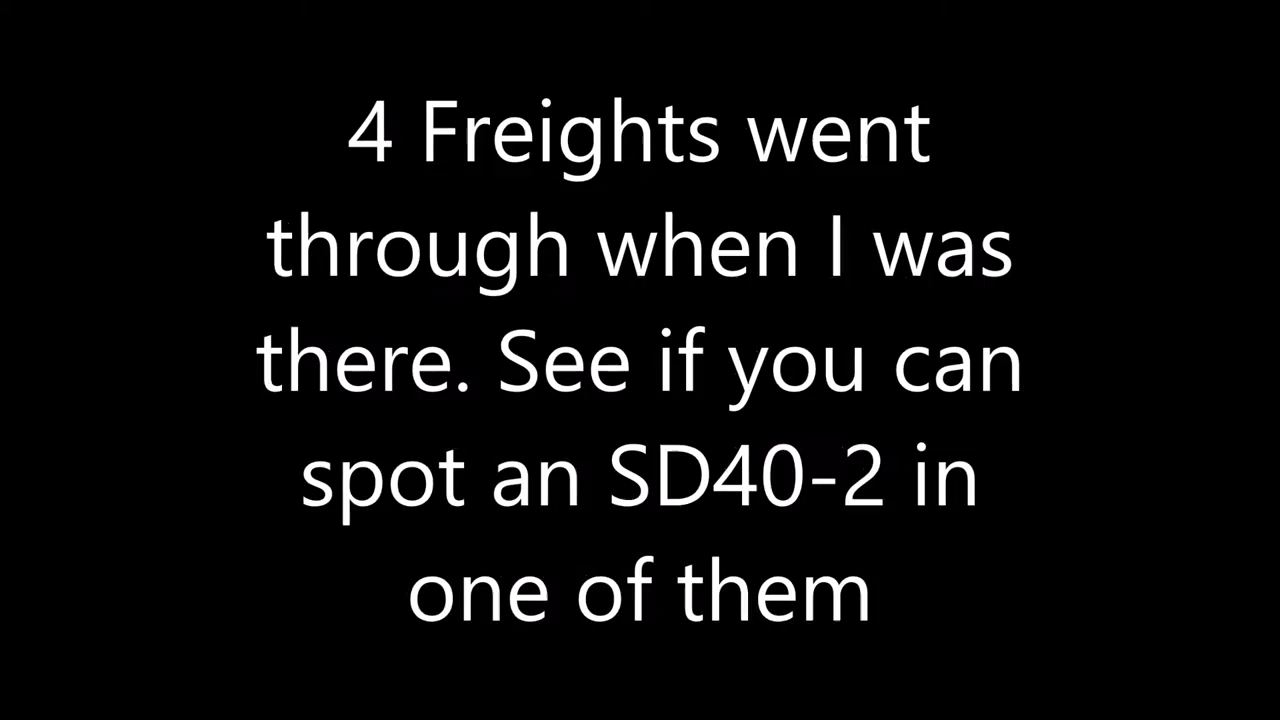 4 Freights went
through when I was
there. See if you can
spot an SD40-2 in
one of them